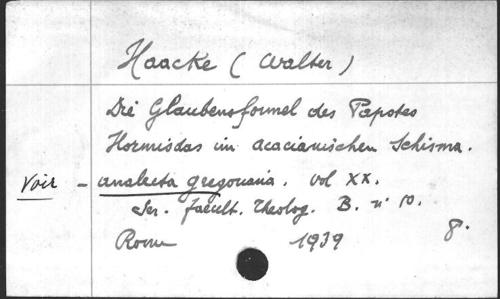 Haacke (Walter)
Die Glaubensformel des Papstes
Hormisdas im acacianischen Schisma.
Voir - analecta gregoriana. vol XX.
Ser. facult. Theolog. B. n° 10.
Rome 1939 8.